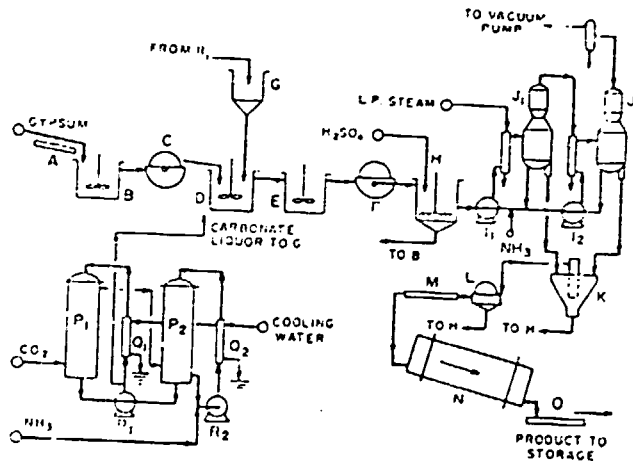 TO VACUUM
PUMP
FROM R₁
G
L.P. STEAM
J₁
J
GYPSUM
C
H₂SO₄
H
A
B
D
E
F
I₁
I₂
CARBONATE
LIQUOR TO G
TO B
NH₃
L
M
K
P₁
P₂
Q₁
Q₂
COOLING
WATER
TO H
TO H
CO₂
N
O
R₁
R₂
NH₃
PRODUCT TO
STORAGE